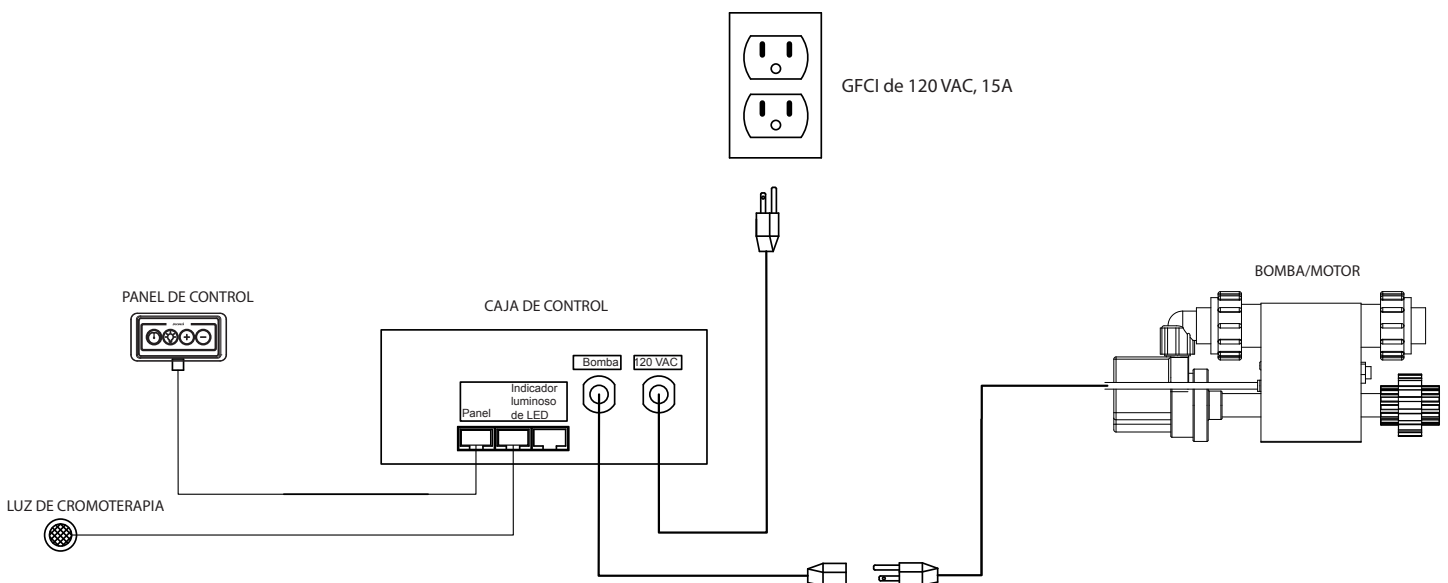 GFCI de 120 VAC, 15A
BOMBA/MOTOR
PANEL DE CONTROL
CAJA DE CONTROL
Bomba
120 VAC
Indicador
luminoso
de LED
Panel
LUZ DE CROMOTERAPIA